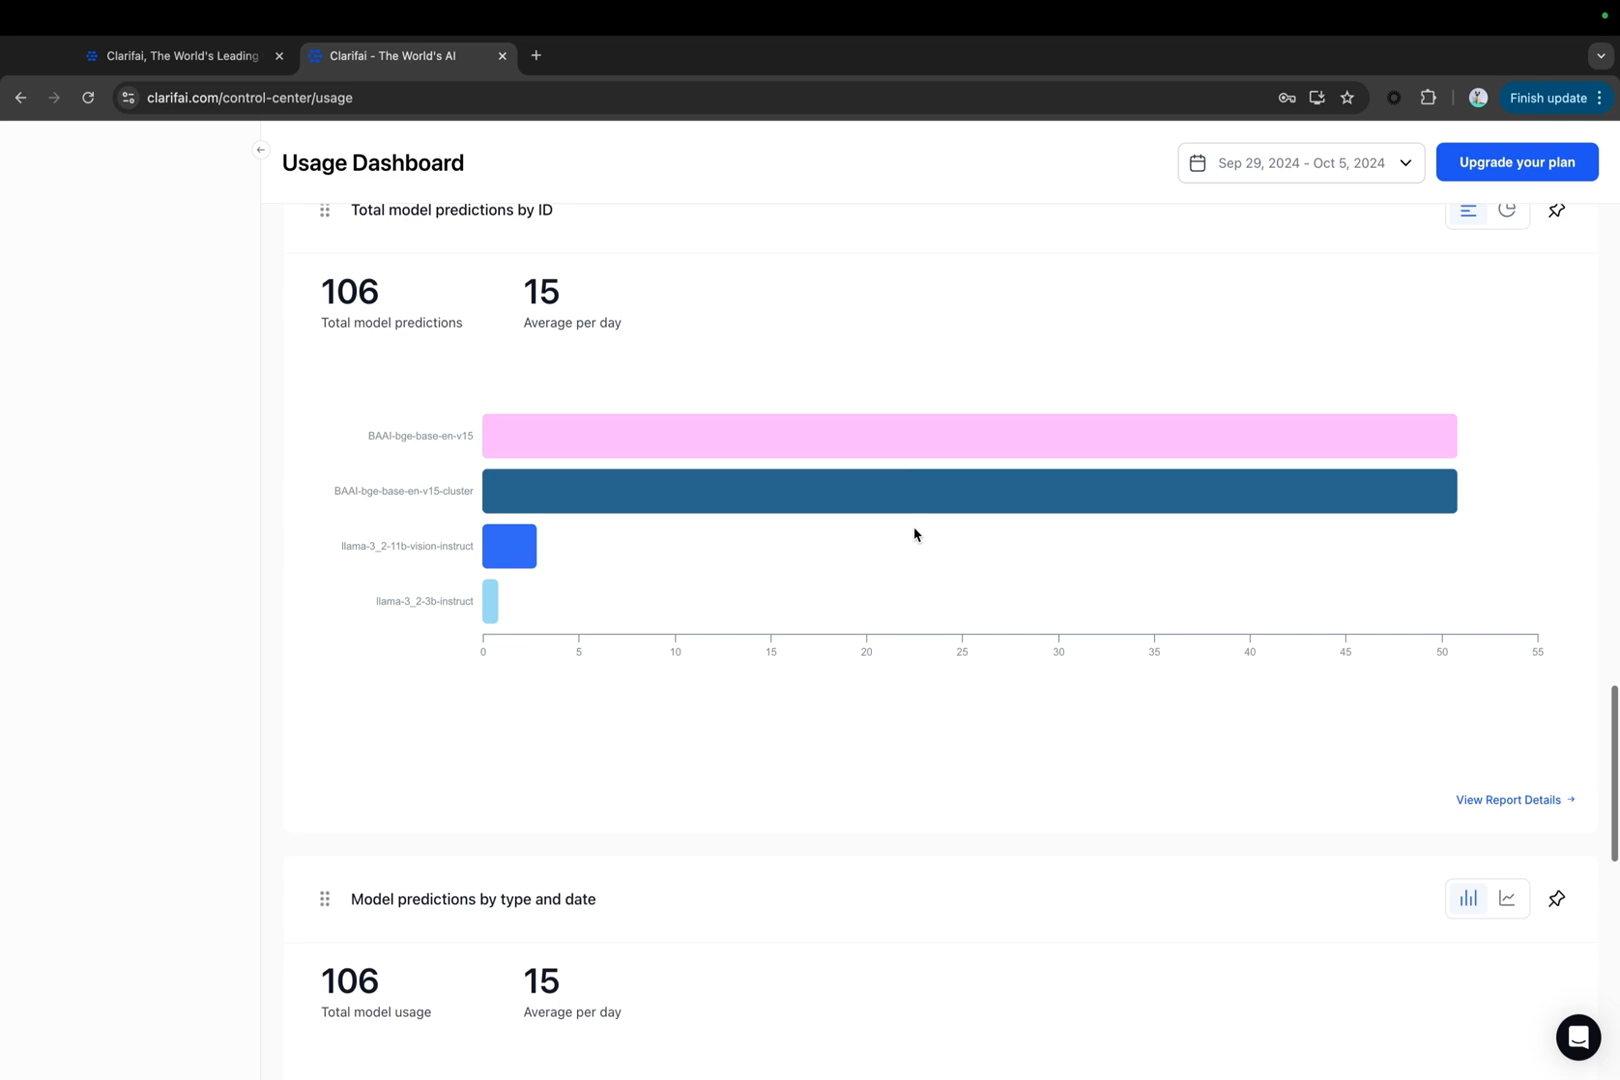 Clarifai, The World's Leading
Clarifai - The World's AI
clarifai.com/control-center/usage
Finish update
Usage Dashboard
Sep 29, 2024 - Oct 5, 2024
Upgrade your plan
Total model predictions by ID
106
15
Total model predictions
Average per day
BAAI-bge-base-en-v15
BAAI-bge-base-en-v15-cluster
llama-3_2-11b-vision-instruct
llama-3_2-3b-instruct
0 5 10 15 20 25 30 35 40 45 50 55
View Report Details
Model predictions by type and date
106
15
Total model usage
Average per day